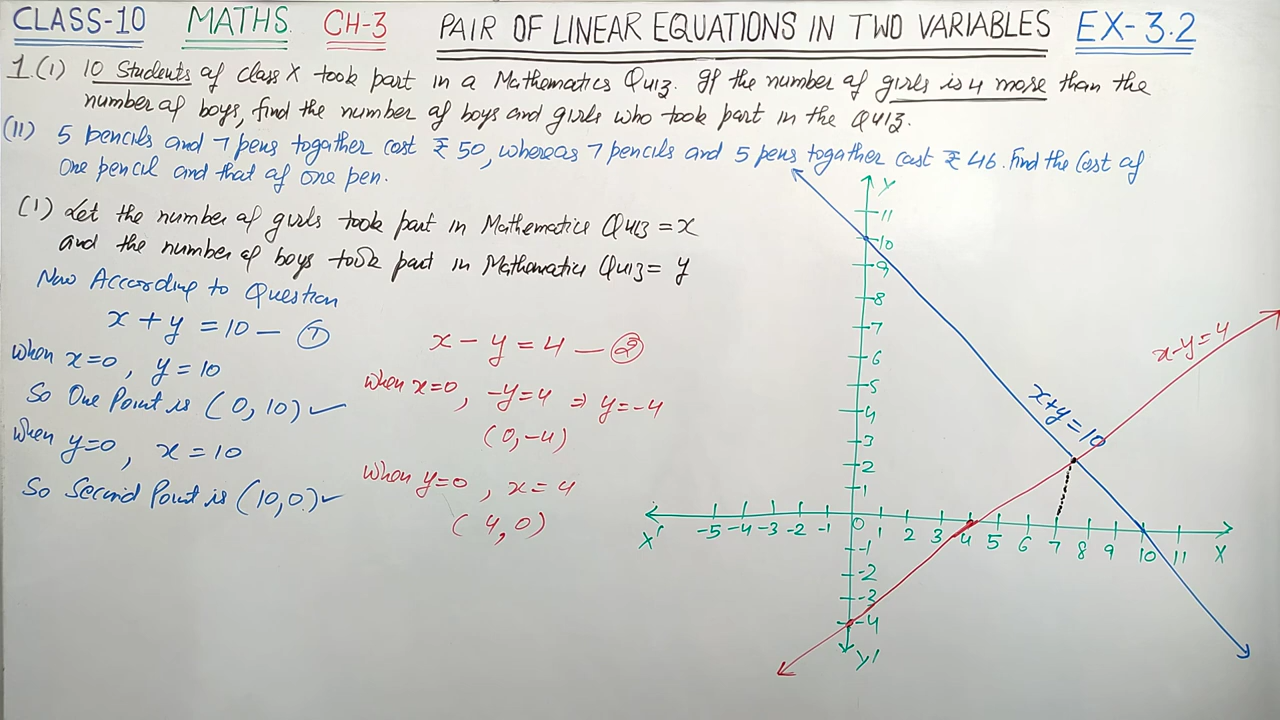 CLASS-10 MATHS CH-3 PAIR OF LINEAR EQUATIONS IN TWO VARIABLES EX-3.2
1.(i) 10 Students of class X took part in a Mathematics Quiz. If the number of girls is 4 more than the
number of boys, find the number of boys and girls who took part in the Quiz.
(II) 5 pencils and 7 pens togather cost ₹ 50, whereas 7 pencils and 5 pens togather cost ₹ 46. Find the Cost of
One pencil and that of one pen.
(i) Let the number of girls took part in Mathematics Quiz = x
and the number of boys took part in Mathematics Quiz = y
Now According to Question
x + y = 10 — ①
when x=0, y = 10
So One Point is (0, 10) ✓
when y=0, x = 10
So Second Point is (10,0) ✓
x - y = 4 — ②
when x=0, -y=4 ⇒ y=-4
(0,-4)
when y=0, x = 4
(4,0)
Y
11
10
9
8
7
6
5
4
3
2
1
x-y=4
x+y=10
X' -5 -4 -3 -2 -1 0 1 2 3 4 5 6 7 8 9 10 11 X
-1
-2
-3
-4
Y'